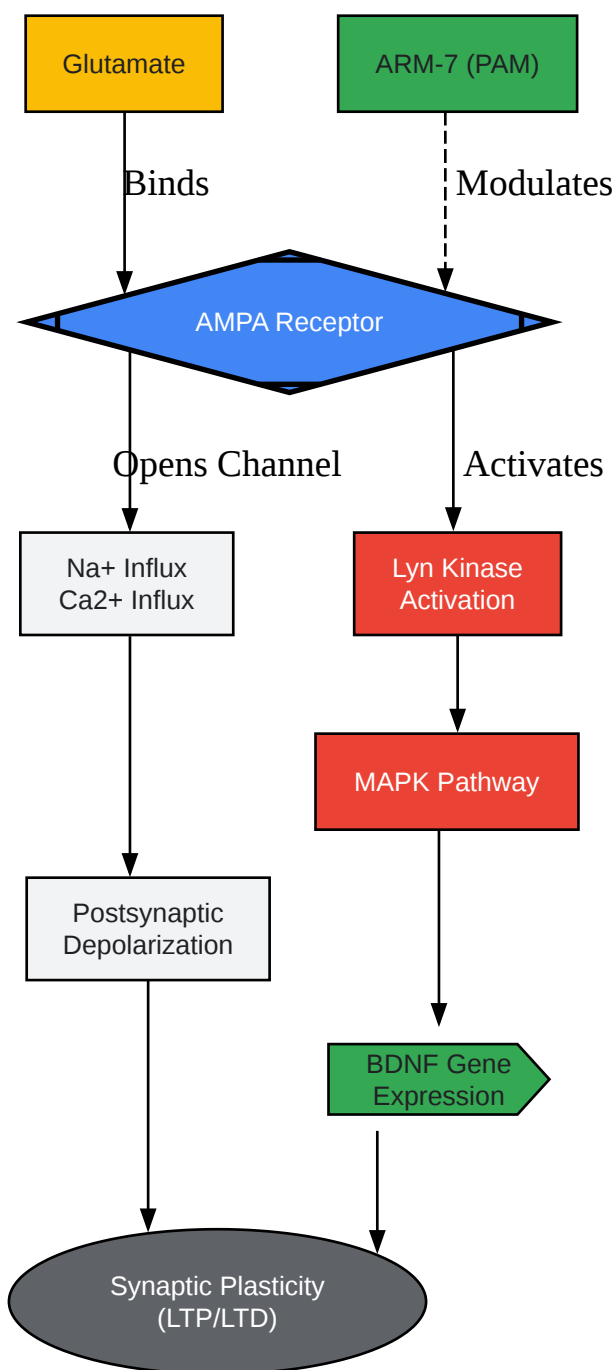 Glutamate
ARM-7 (PAM)
Binds
Modulates
AMPA Receptor
Opens Channel
Activates
Na+ Influx
Ca2+ Influx
Lyn Kinase
Activation
MAPK Pathway
Postsynaptic
Depolarization
BDNF Gene
Expression
Synaptic Plasticity
(LTP/LTD)